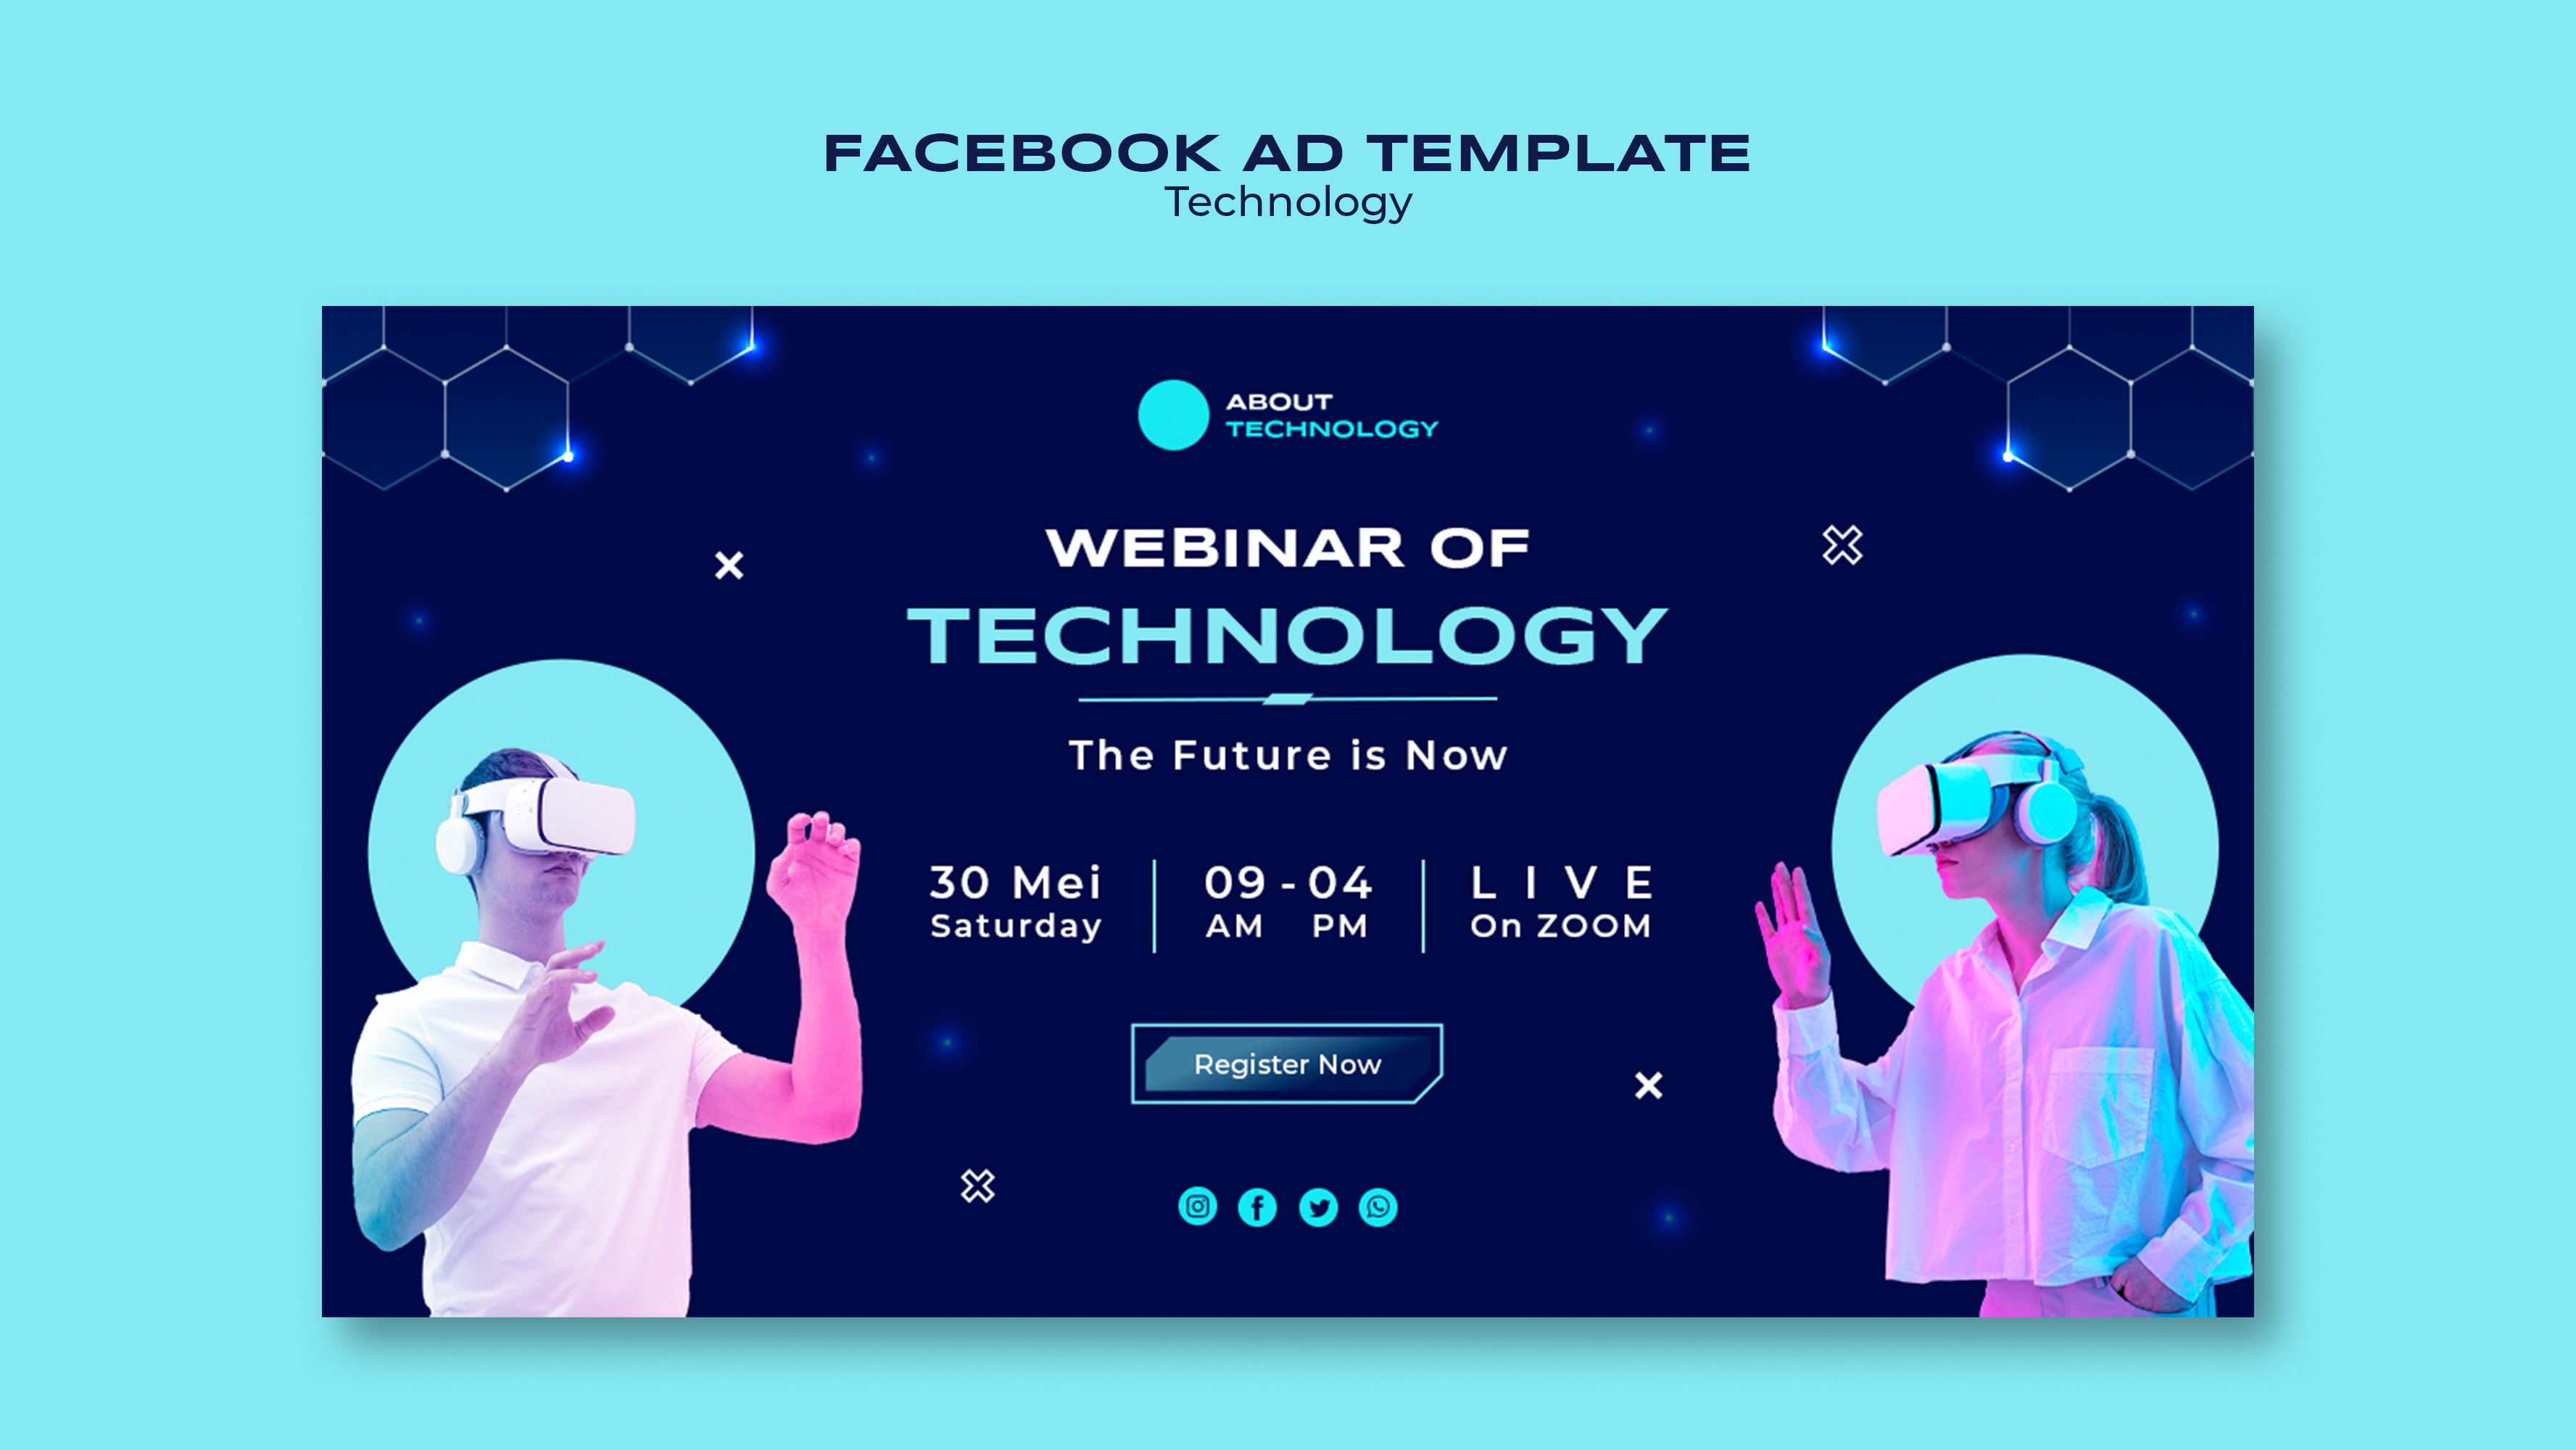 FACEBOOK AD TEMPLATE
Technology
ABOUT
TECHNOLOGY
WEBINAR OF
TECHNOLOGY
The Future is Now
30 Mei
Saturday
09 - 04
AM PM
LIVE
On ZOOM
Register Now